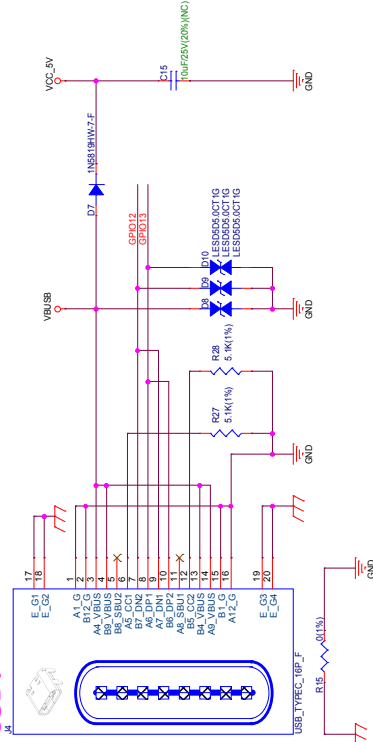 VCC_5V
C15
10uF/25V(20%)(NC)
GND
1N5819HW-7-F
D7
GPIO12
GPIO13
VBUSB
D10
D9
D8
LESD5D5.0CT1G
LESD5D5.0CT1G
LESD5D5.0CT1G
GND
R28
5.1K(1%)
R27
5.1K(1%)
GND
17 E_G1
18 E_G2
1 A1_G
2 B12_G
3 A4_VBUS
4 B9_VBUS
5 B8_SBU2
6 A5_CC1
7 B7_DN2
8 A6_DP1
9 A7_DN1
10 B6_DP2
11 A8_SBU1
12 B5_CC2
13 B4_VBUS
14 A9_VBUS
15 B1_G
16 A12_G
19 E_G3
20 E_G4
J4
USB_TYPEC_16P_F
R15
0(1%)
GND